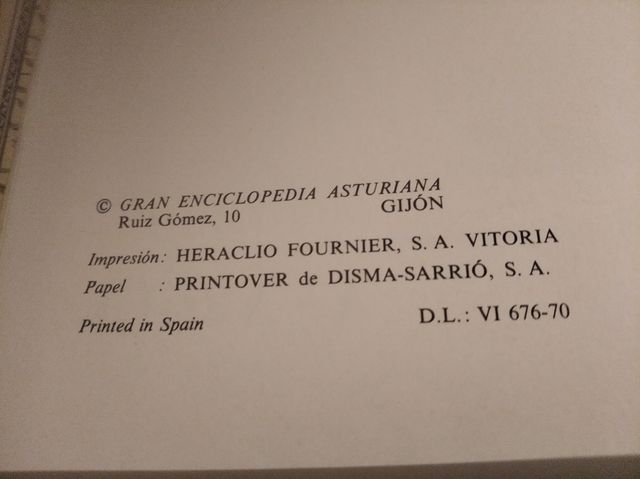 © GRAN ENCICLOPEDIA ASTURIANA
Ruiz Gómez, 10 GIJÓN
Impresión: HERACLIO FOURNIER, S. A. VITORIA
Papel : PRINTOVER de DISMA-SARRIÓ, S. A.
Printed in Spain D.L.: VI 676-70